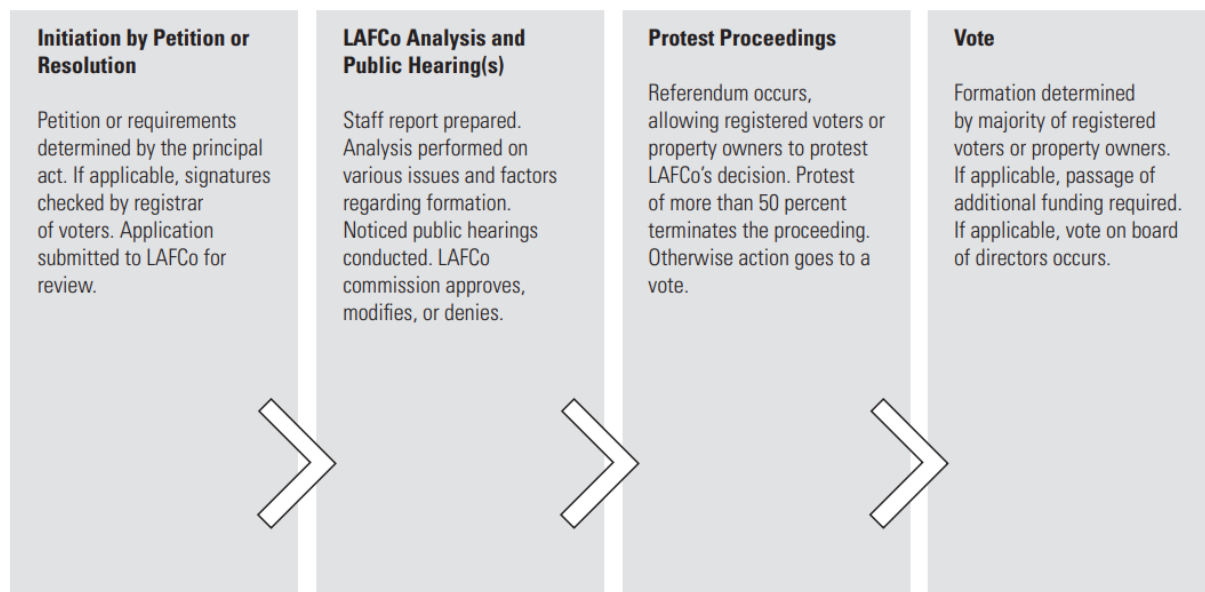 Initiation by Petition or
Resolution
Petition or requirements
determined by the principal
act. If applicable, signatures
checked by registrar
of voters. Application
submitted to LAFCo for
review.
LAFCo Analysis and
Public Hearing(s)
Staff report prepared.
Analysis performed on
various issues and factors
regarding formation.
Noticed public hearings
conducted. LAFCo
commission approves,
modifies, or denies.
Protest Proceedings
Referendum occurs,
allowing registered voters or
property owners to protest
LAFCo’s decision. Protest
of more than 50 percent
terminates the proceeding.
Otherwise action goes to a
vote.
Vote
Formation determined
by majority of registered
voters or property owners.
If applicable, passage of
additional funding required.
If applicable, vote on board
of directors occurs.